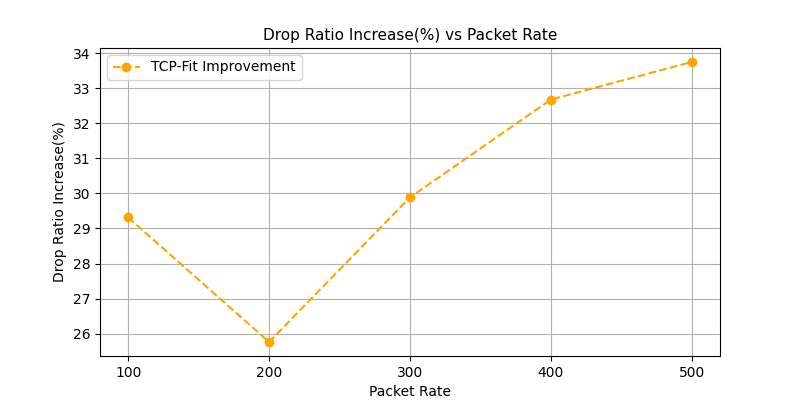 Drop Ratio Increase(%) vs Packet Rate
TCP-Fit Improvement
Drop Ratio Increase(%)
34
33
32
31
30
29
28
27
26
100 200 300 400 500
Packet Rate